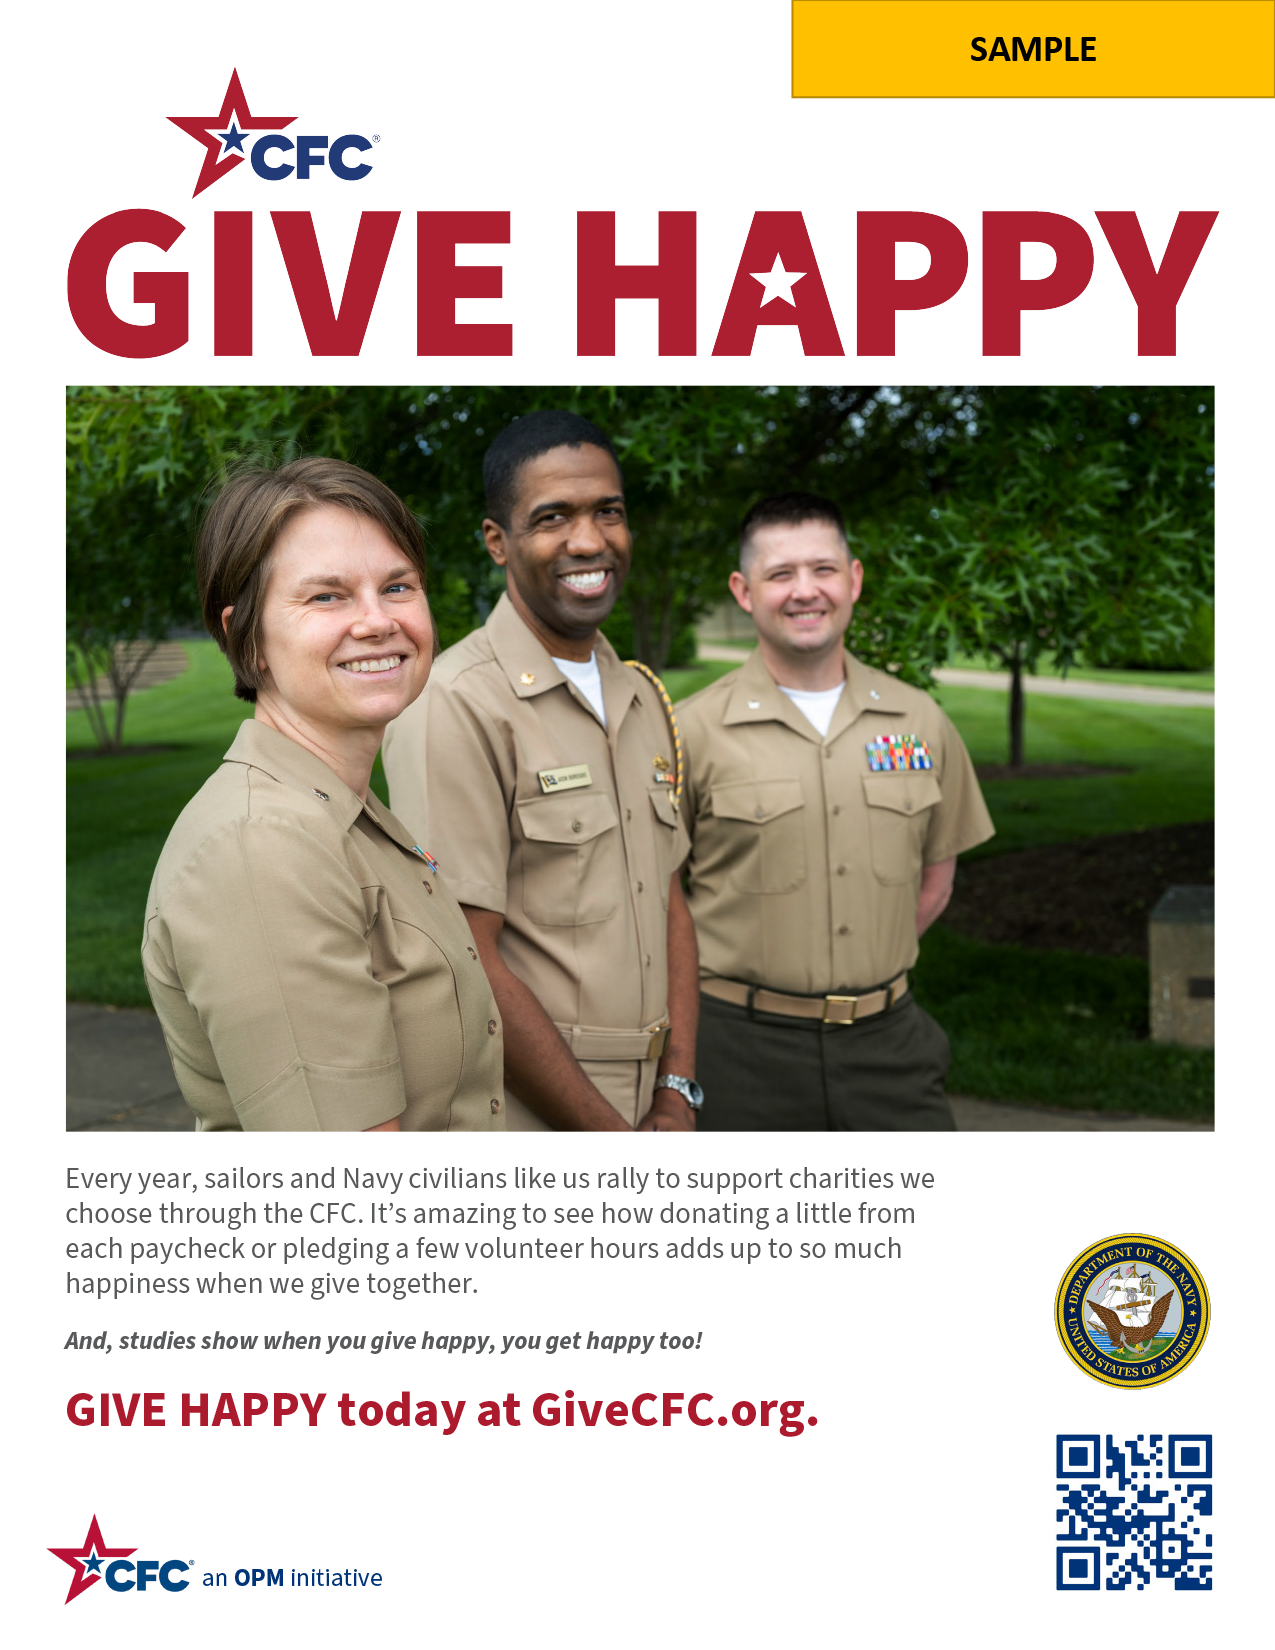 SAMPLE
CFC®
GIVE HAPPY
Every year, sailors and Navy civilians like us rally to support charities we
choose through the CFC. It’s amazing to see how donating a little from
each paycheck or pledging a few volunteer hours adds up to so much
happiness when we give together.
And, studies show when you give happy, you get happy too!
GIVE HAPPY today at GiveCFC.org.
DEPARTMENT OF THE NAVY
UNITED STATES OF AMERICA
CFC® an OPM initiative